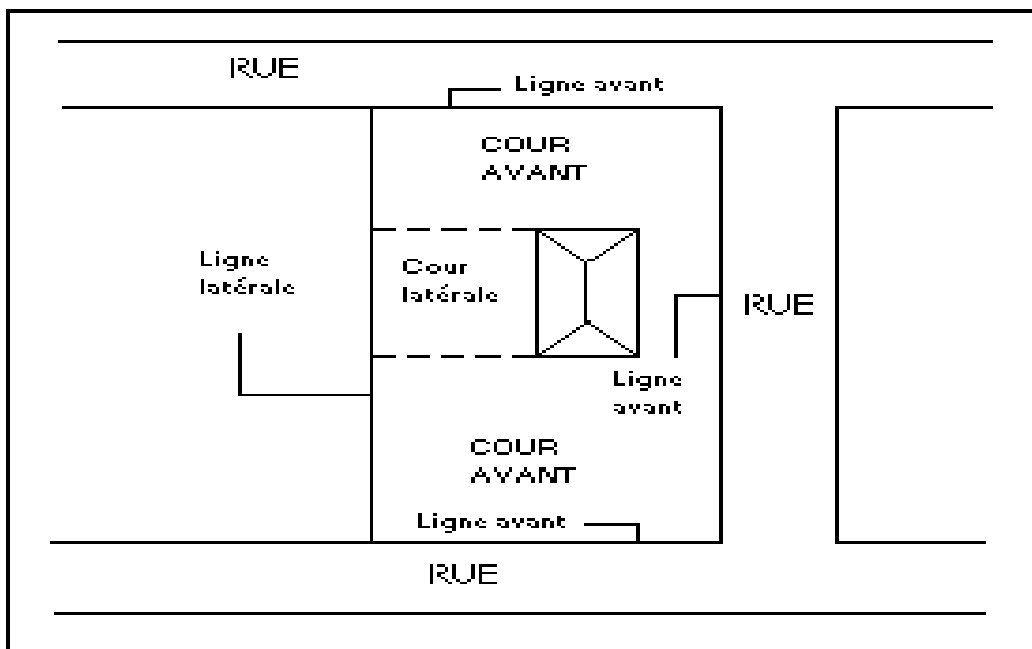 RUE
Ligne avant
COUR
AVANT
Ligne
latérale
Cour
latérale
RUE
Ligne
avant
COUR
AVANT
Ligne avant
RUE